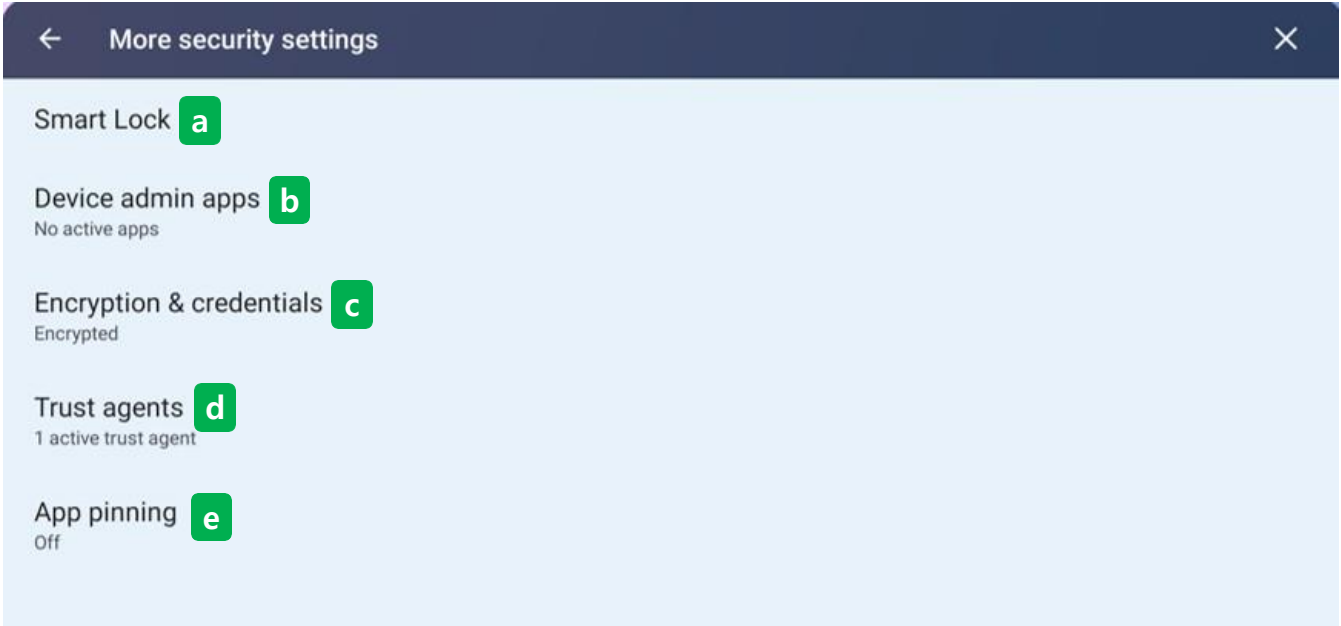 More security settings
Smart Lock a
Device admin apps b
No active apps
Encryption & credentials c
Encrypted
Trust agents d
1 active trust agent
App pinning e
Off